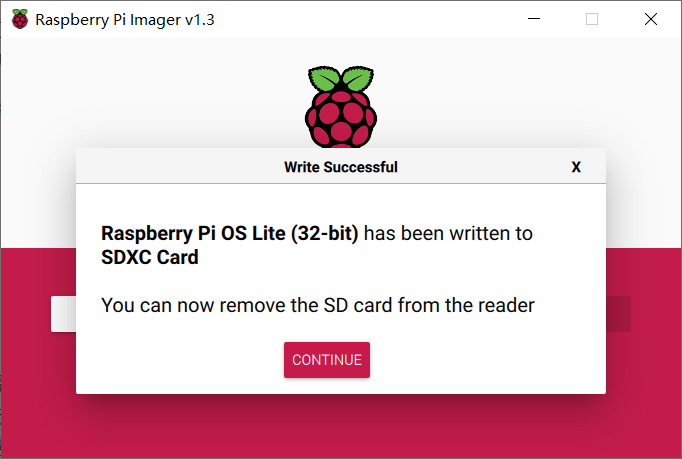 Raspberry Pi Imager v1.3
Write Successful
X
Raspberry Pi OS Lite (32-bit) has been written to
SDXC Card
You can now remove the SD card from the reader
CONTINUE